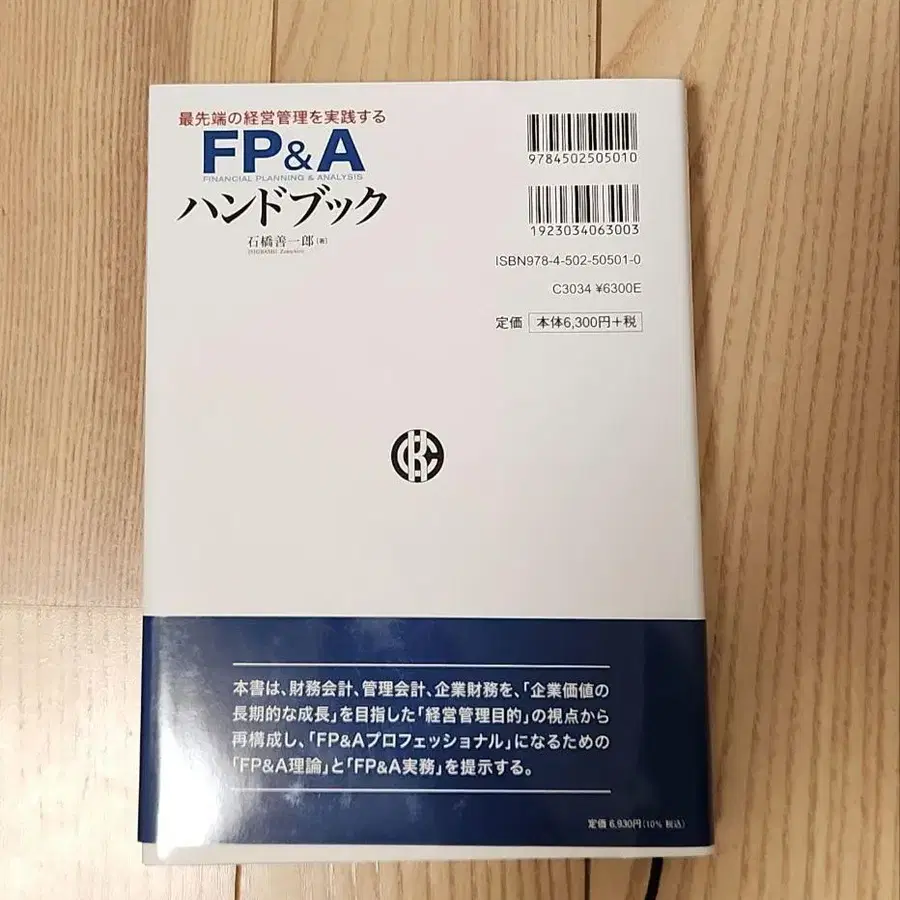 最先端の経営管理を実践する
FP&A
FINANCIAL PLANNING & ANALYSIS
ハンドブック
石橋善一郎[著]
ISHIBASHI Zenichiro
9784502505010
1923034063003
ISBN978-4-502-50501-0
C3034 ¥6300E
定価 本体6,300円+税
本書は、財務会計、管理会計、企業財務を、「企業価値の
長期的な成長」を目指した「経営管理目的」の視点から
再構成し、「FP&Aプロフェッショナル」になるための
「FP&A理論」と「FP&A実務」を提示する。
定価 6,930円(10% 税込)